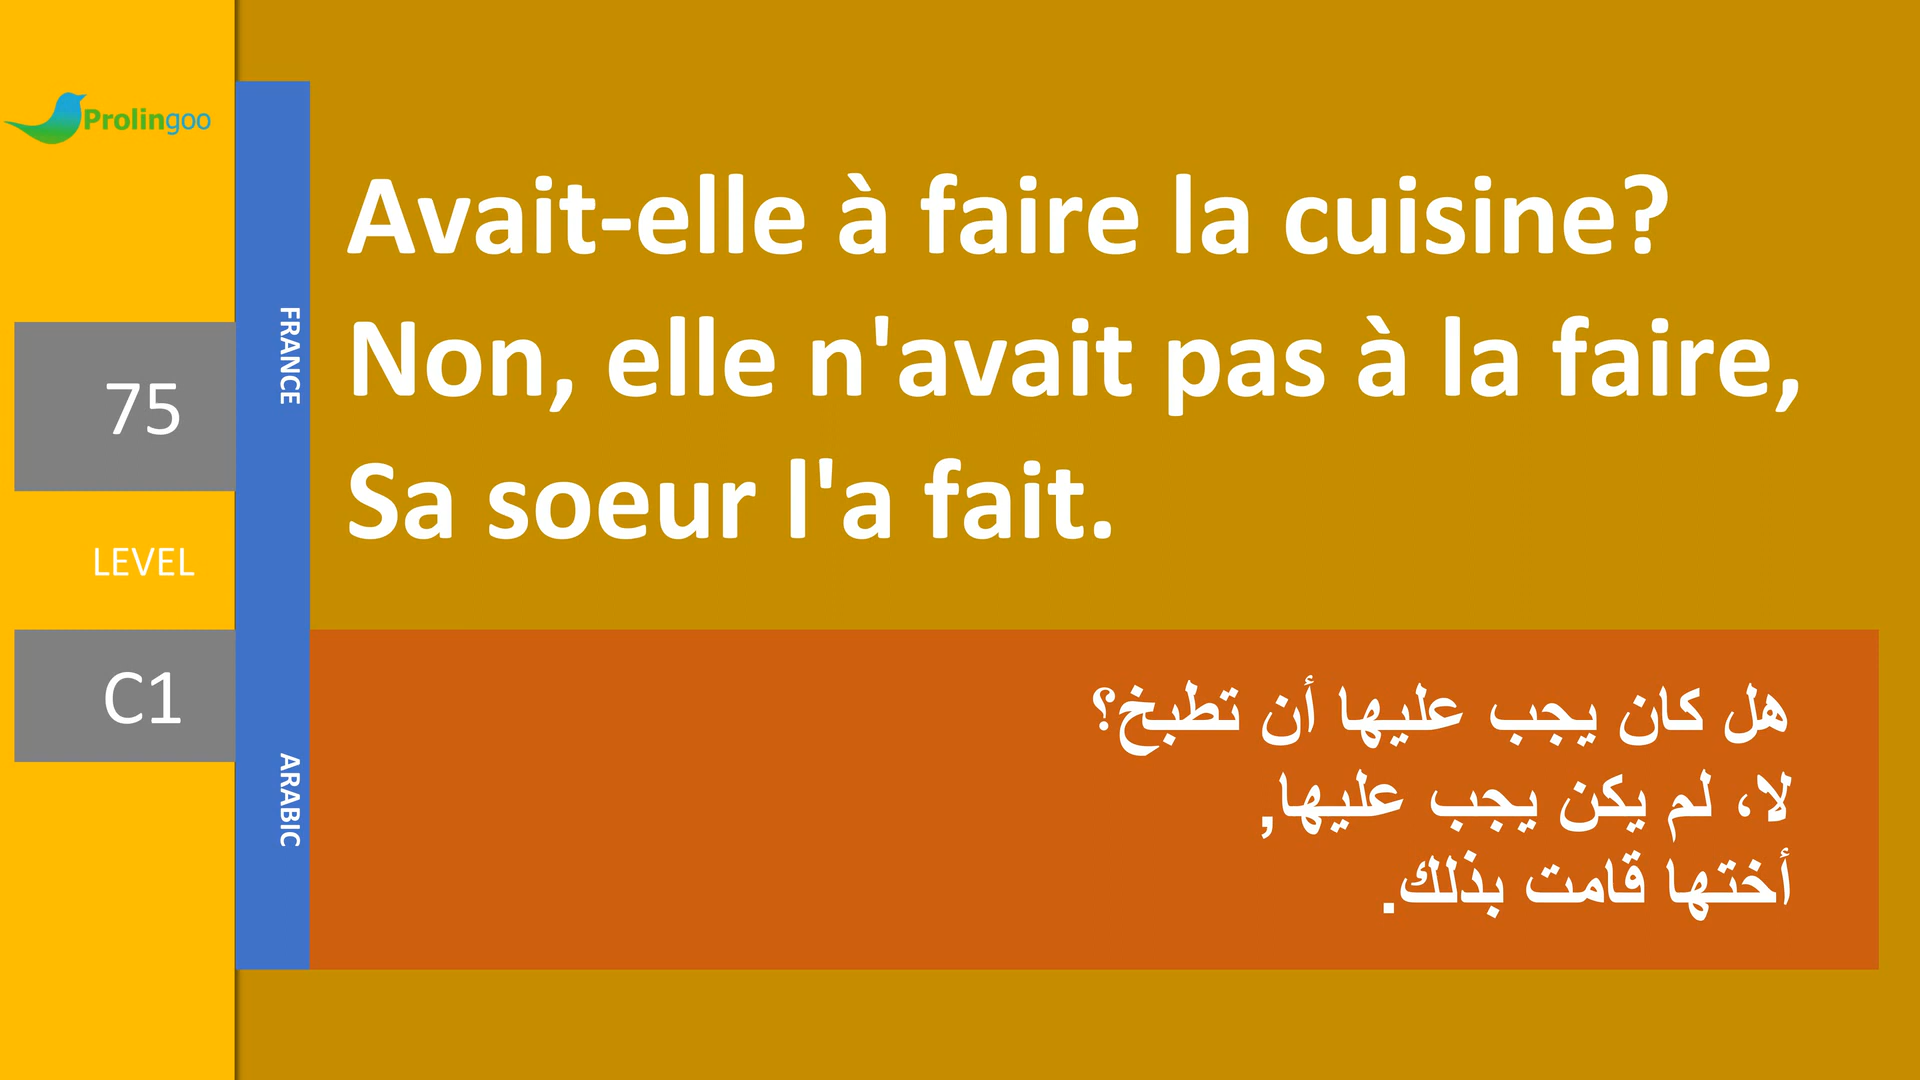 Prolingoo
75
LEVEL
C1
FRANCE
ARABIC
Avait-elle à faire la cuisine?
Non, elle n'avait pas à la faire,
Sa soeur l'a fait.
هل كان يجب عليها أن تطبخ؟
لا، لم يكن يجب عليها,
أختها قامت بذلك.